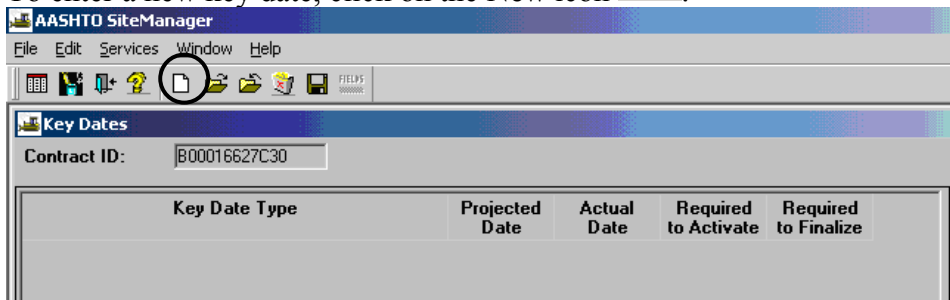 To enter a new key date, click on the New icon
AASHTO SiteManager
File Edit Services Window Help
FIELDS
Key Dates
Contract ID: B00016627C30
Key Date Type Projected Date Actual Date Required to Activate Required to Finalize